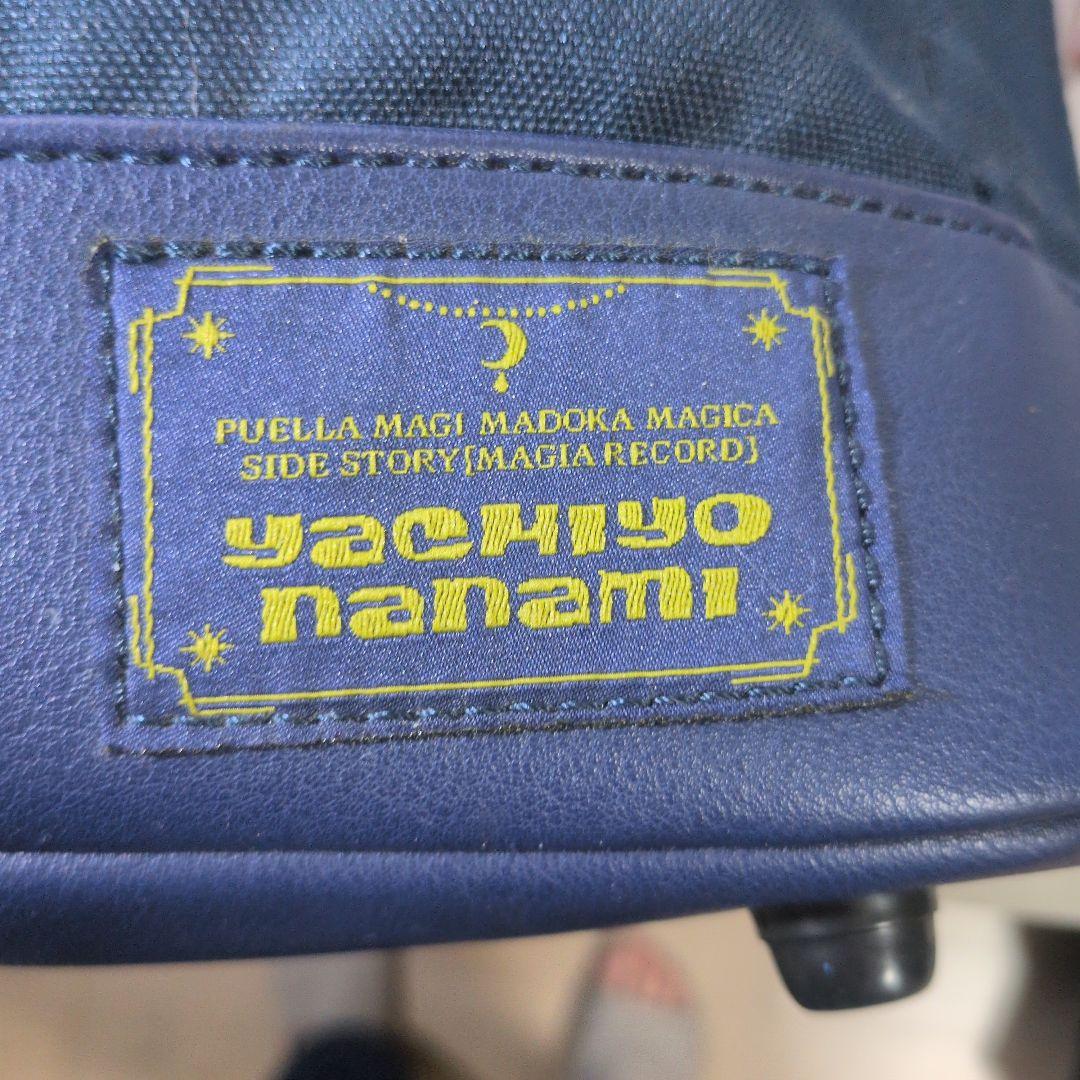 PUELLA MAGI MADOKA MAGICA
SIDE STORY[MAGIA RECORD]
yachiyo
nanami